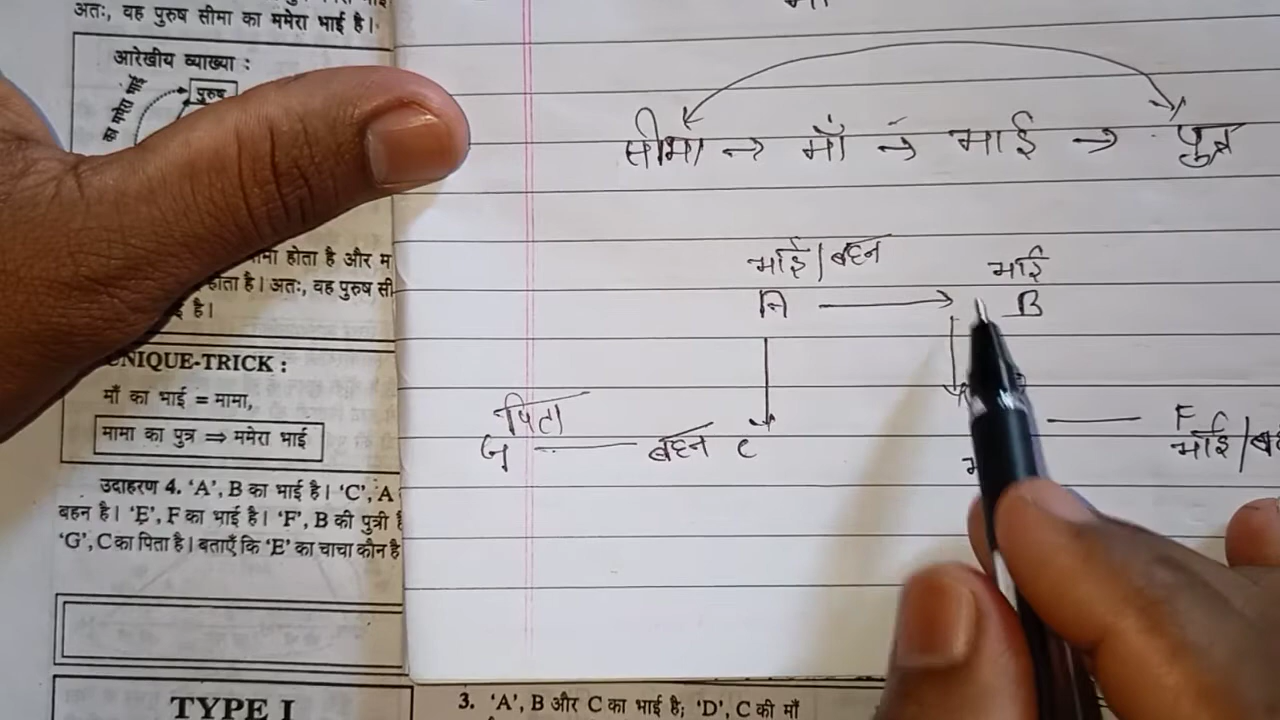 अतः, वह पुरुष सीमा का ममेरा भाई है।
आरेखीय व्याख्या :
पुरुष
का ममेरा भाई
होता है और म
होता है। अतः, वह पुरुष सी
है।
UNIQUE-TRICK :
माँ का भाई = मामा,
मामा का पुत्र ⇒ ममेरा भाई
उदाहरण 4. 'A', B का भाई है। 'C', A
बहन है। 'E', F का भाई है। 'F', B की पुत्री है
'G', C का पिता है। बताएँ कि 'E' का चाचा कौन है
TYPE I
3. 'A', B और C का भाई है; 'D', C की माँ
सीमा → माँ → भाई → पुत्र
भाई/बहन भाई
A → B
पिता
G बहन C
F
भाई/बह